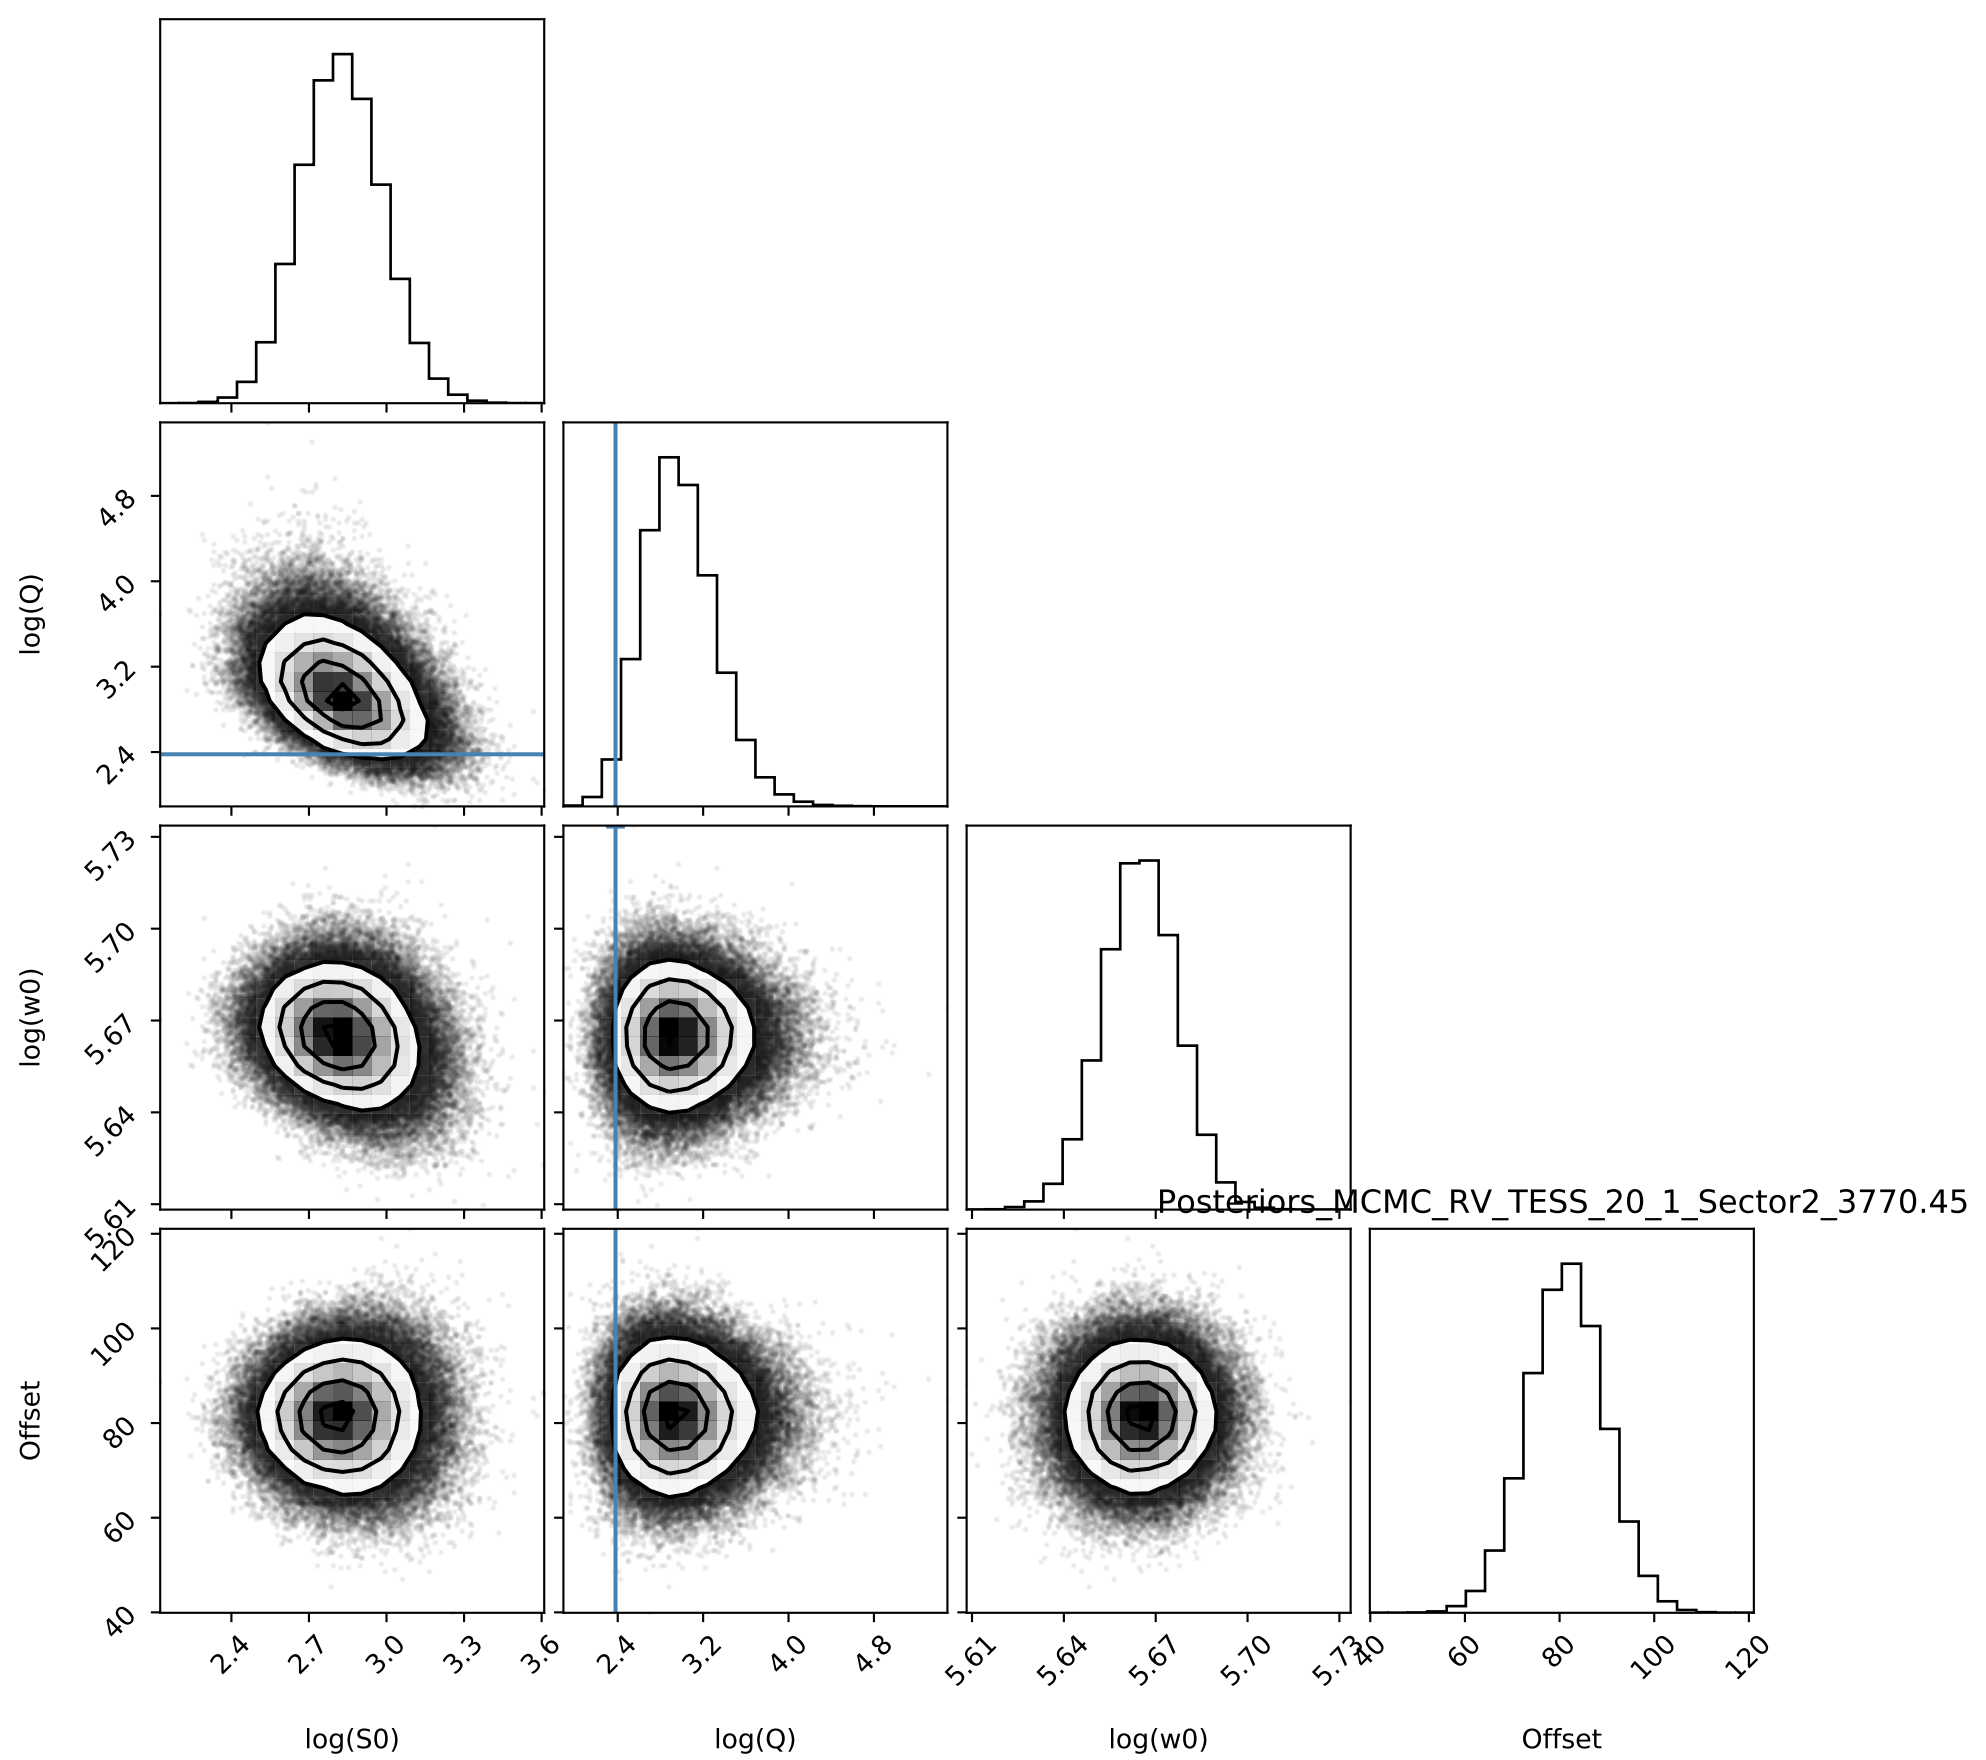 log(Q)
4.8
4.0
3.2
2.4
log(w0)
5.73
5.70
5.67
5.64
5.61
Posteriors_MCMC_RV_TESS_20_1_Sector2_3770.45
Offset
120
100
80
60
40
2.4 2.7 3.0 3.3 3.6 2.4 3.2 4.0 4.8 5.61 5.64 5.67 5.70 5.73 40 60 80 100 120
log(S0) log(Q) log(w0) Offset